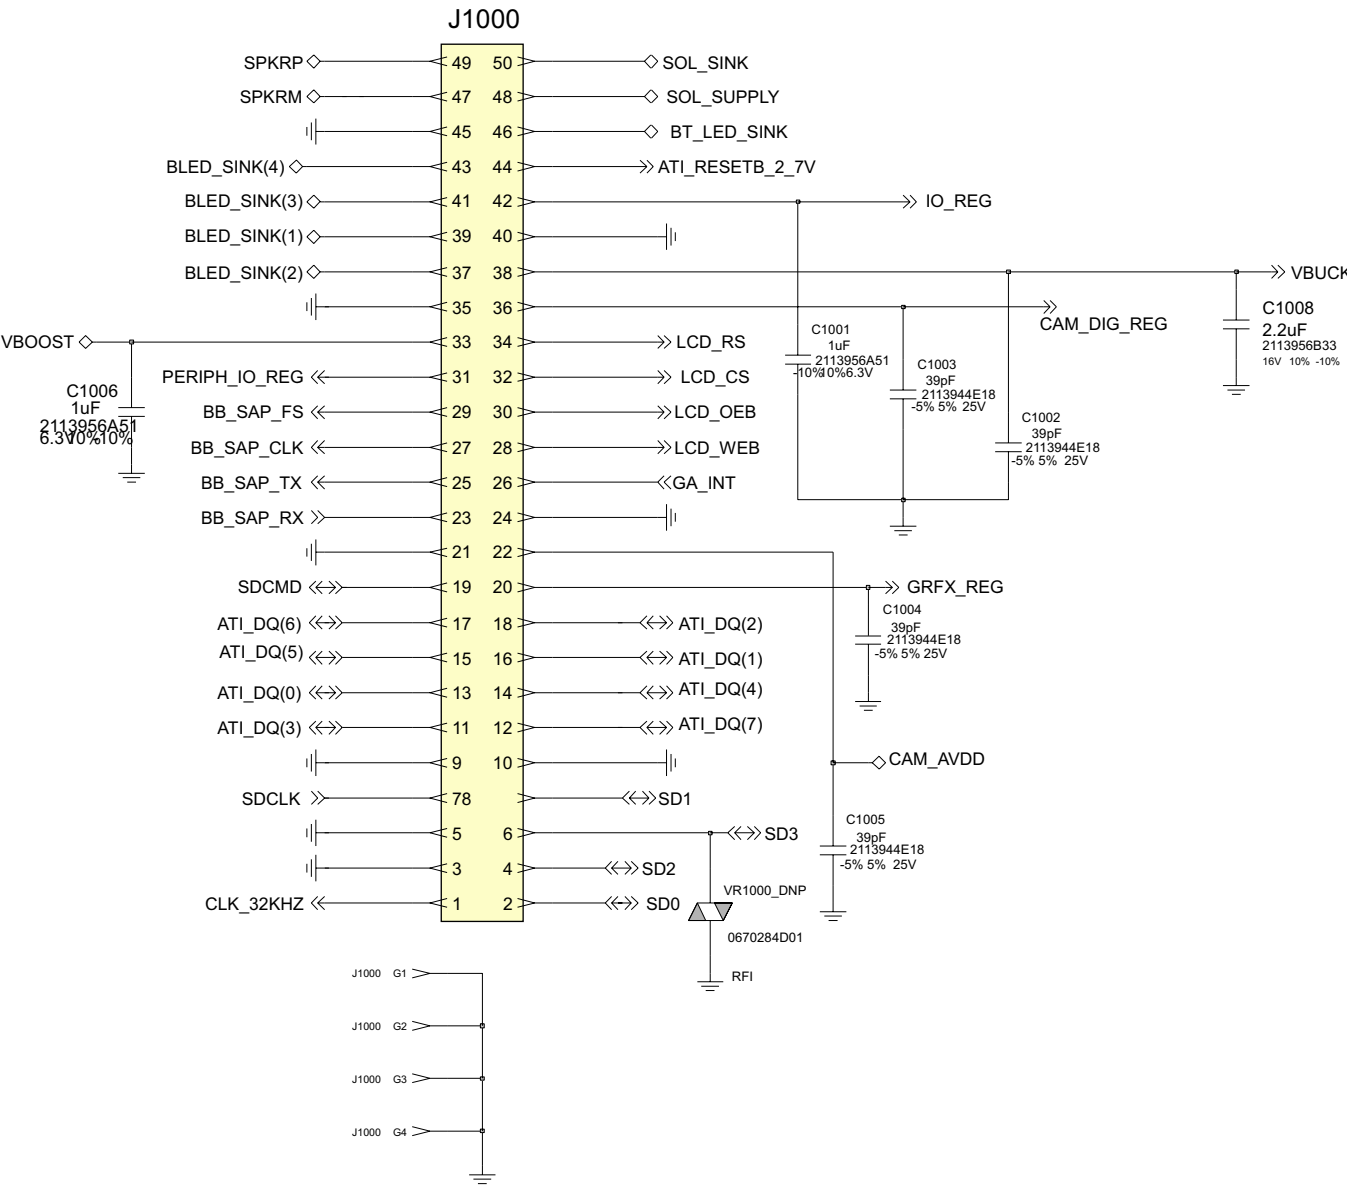 J1000
SPKRP 49 50 SOL_SINK
SPKRM 47 48 SOL_SUPPLY
45 46 BT_LED_SINK
BLED_SINK(4) 43 44 ATI_RESETB_2_7V
BLED_SINK(3) 41 42 IO_REG
BLED_SINK(1) 39 40
BLED_SINK(2) 37 38 VBUCK
35 36 CAM_DIG_REG
C1008
2.2uF
2113956B33
16V 10% -10%
VBOOST 33 34 LCD_RS
C1001
1uF
2113956A51
-10%10%6.3V
C1003
39pF
2113944E18
-5% 5% 25V
C1002
39pF
2113944E18
-5% 5% 25V
C1006
1uF
2113956A51
6.3V10%10%
PERIPH_IO_REG 31 32 LCD_CS
BB_SAP_FS 29 30 LCD_OEB
BB_SAP_CLK 27 28 LCD_WEB
BB_SAP_TX 25 26 GA_INT
BB_SAP_RX 23 24
21 22
SDCMD 19 20 GRFX_REG
C1004
39pF
2113944E18
-5% 5% 25V
ATI_DQ(6) 17 18 ATI_DQ(2)
ATI_DQ(5) 15 16 ATI_DQ(1)
ATI_DQ(0) 13 14 ATI_DQ(4)
ATI_DQ(3) 11 12 ATI_DQ(7)
9 10 CAM_AVDD
SDCLK 78 SD1
C1005
39pF
2113944E18
-5% 5% 25V
5 6 SD3
3 4 SD2
CLK_32KHZ 1 2 SD0
VR1000_DNP
0670284D01
RFI
J1000 G1
J1000 G2
J1000 G3
J1000 G4